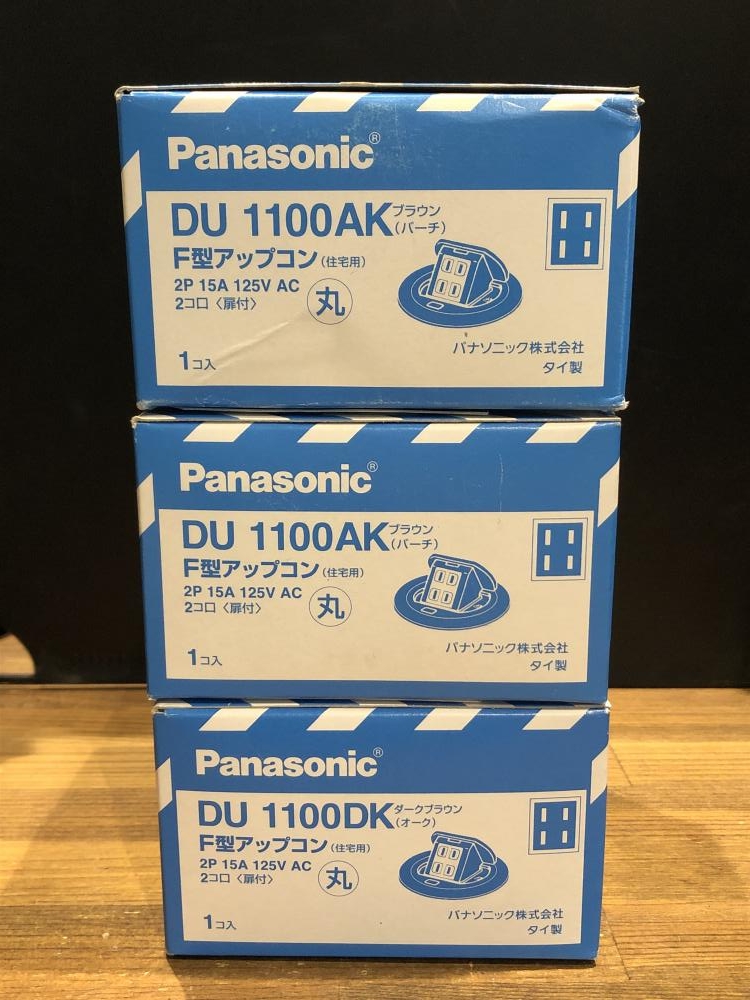 Panasonic®
DU 1100AK ブラウン
(バーチ)
F型アップコン (住宅用)
2P 15A 125V AC
2コ口〈扉付〉
丸
1コ入
パナソニック株式会社
タイ製
Panasonic®
DU 1100AK ブラウン
(バーチ)
F型アップコン (住宅用)
2P 15A 125V AC
2コ口〈扉付〉
丸
1コ入
パナソニック株式会社
タイ製
Panasonic®
DU 1100DK ダークブラウン
(オーク)
F型アップコン (住宅用)
2P 15A 125V AC
2コ口〈扉付〉
丸
1コ入
パナソニック株式会社
タイ製